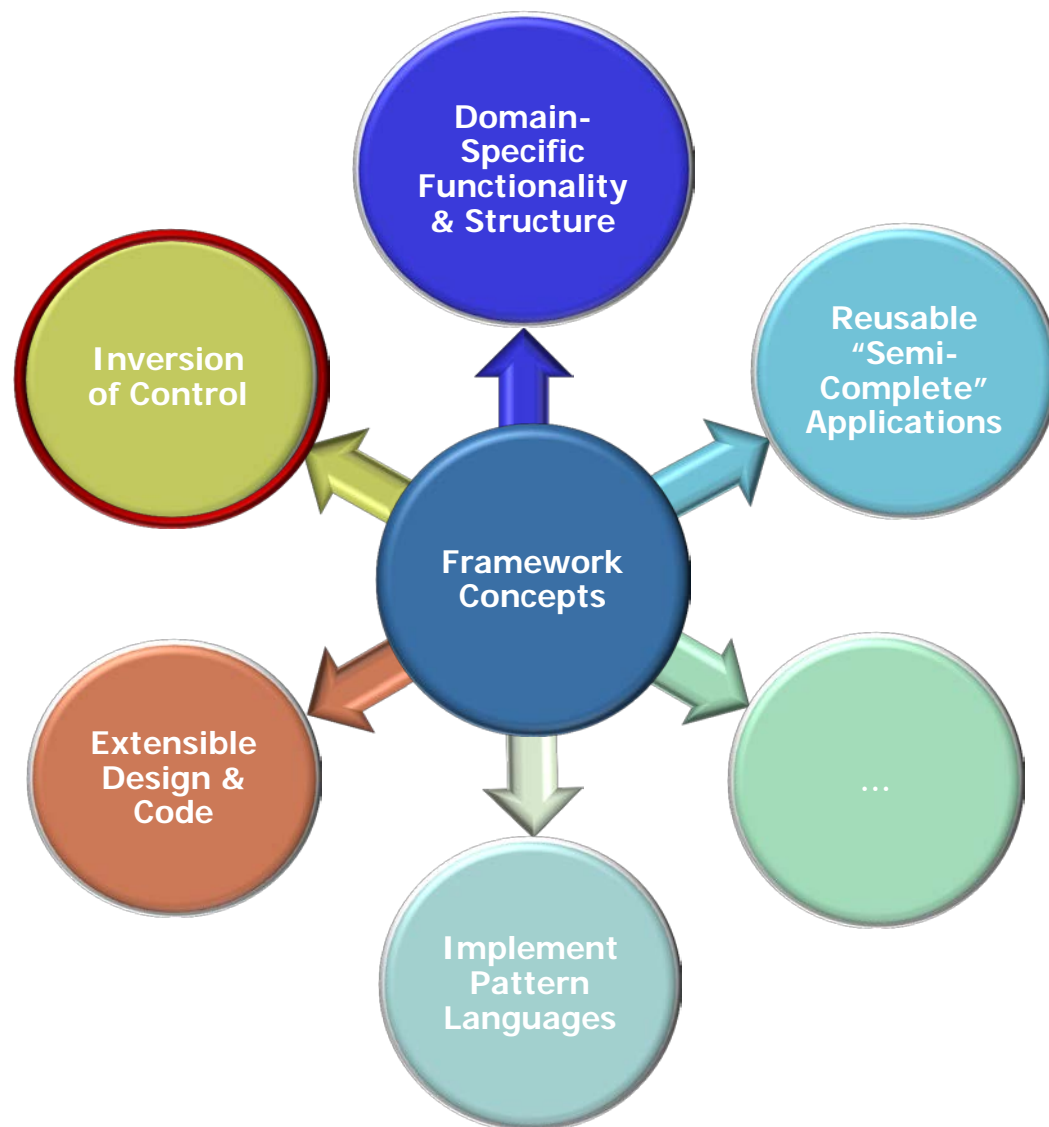 Domain-
Specific
Functionality
& Structure
Reusable
“Semi-
Complete”
Applications
Inversion
of Control
Framework
Concepts
Extensible
Design &
Code
...
Implement
Pattern
Languages